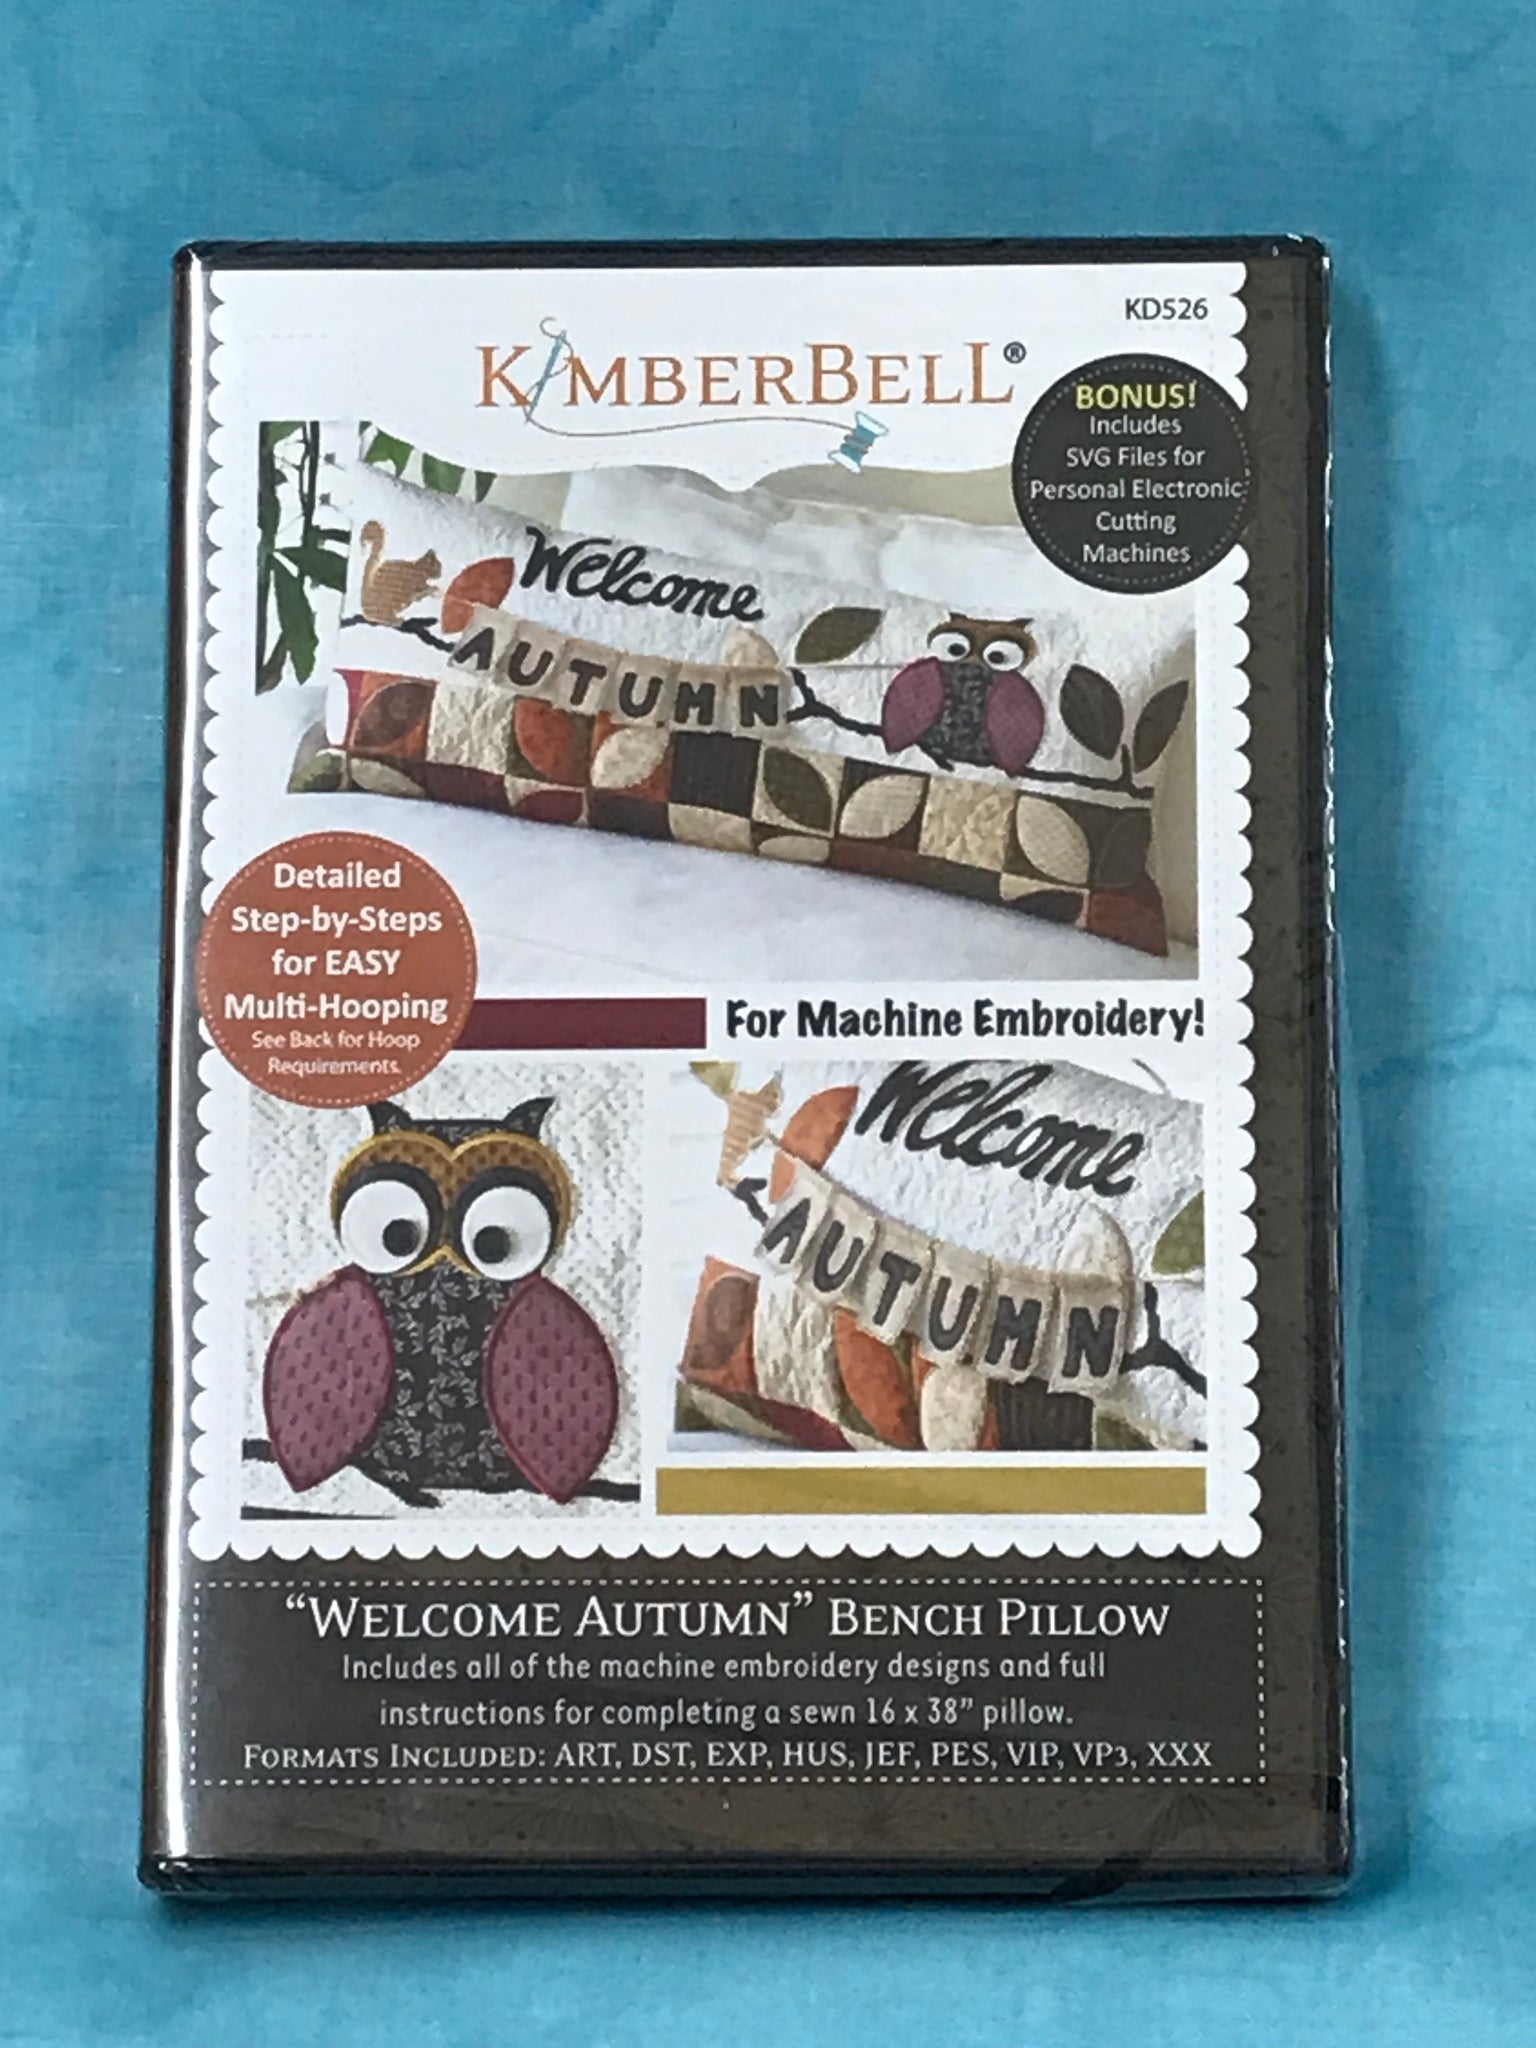 KD526
KIMBERBELL®
BONUS!
Includes
SVG Files for
Personal Electronic
Cutting
Machines
Welcome
AUTUMN
Detailed
Step-by-Steps
for EASY
Multi-Hooping
See Back for Hoop
Requirements.
For Machine Embroidery!
Welcome
AUTUMN
“WELCOME AUTUMN” BENCH PILLOW
Includes all of the machine embroidery designs and full
instructions for completing a sewn 16 x 38” pillow.
FORMATS INCLUDED: ART, DST, EXP, HUS, JEF, PES, VIP, VP3, XXX